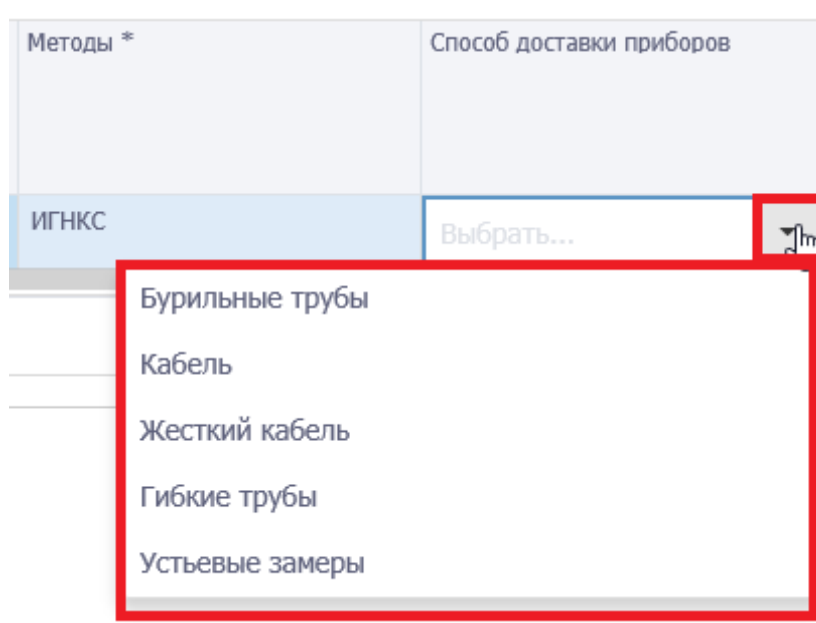 Методы *
Способ доставки приборов
ИГНКС
Выбрать...
Бурильные трубы
Кабель
Жесткий кабель
Гибкие трубы
Устьевые замеры